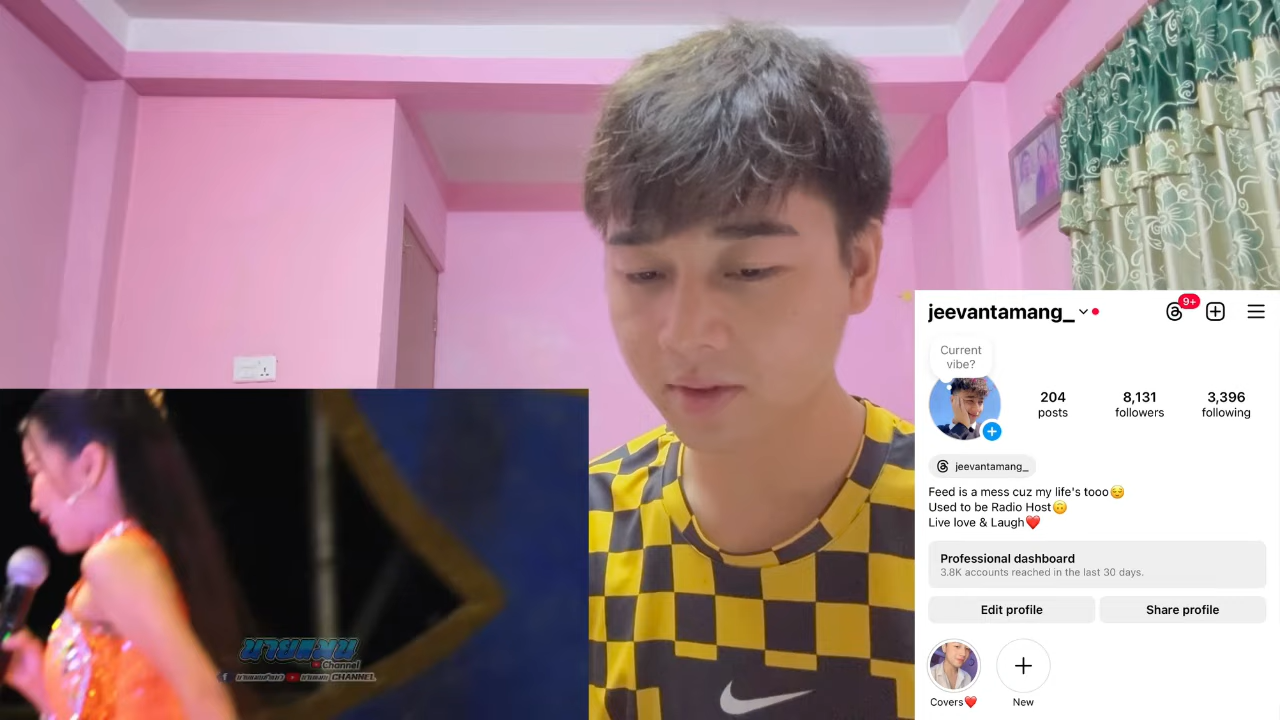 jeevantamang_
9+
Current
vibe?
204
posts
8,131
followers
3,396
following
jeevantamang_
Feed is a mess cuz my life's tooo😔
Used to be Radio Host🙃
Live love & Laugh❤️
Professional dashboard
3.8K accounts reached in the last 30 days.
Edit profile
Share profile
Covers❤️
New
Channel
CHANNEL